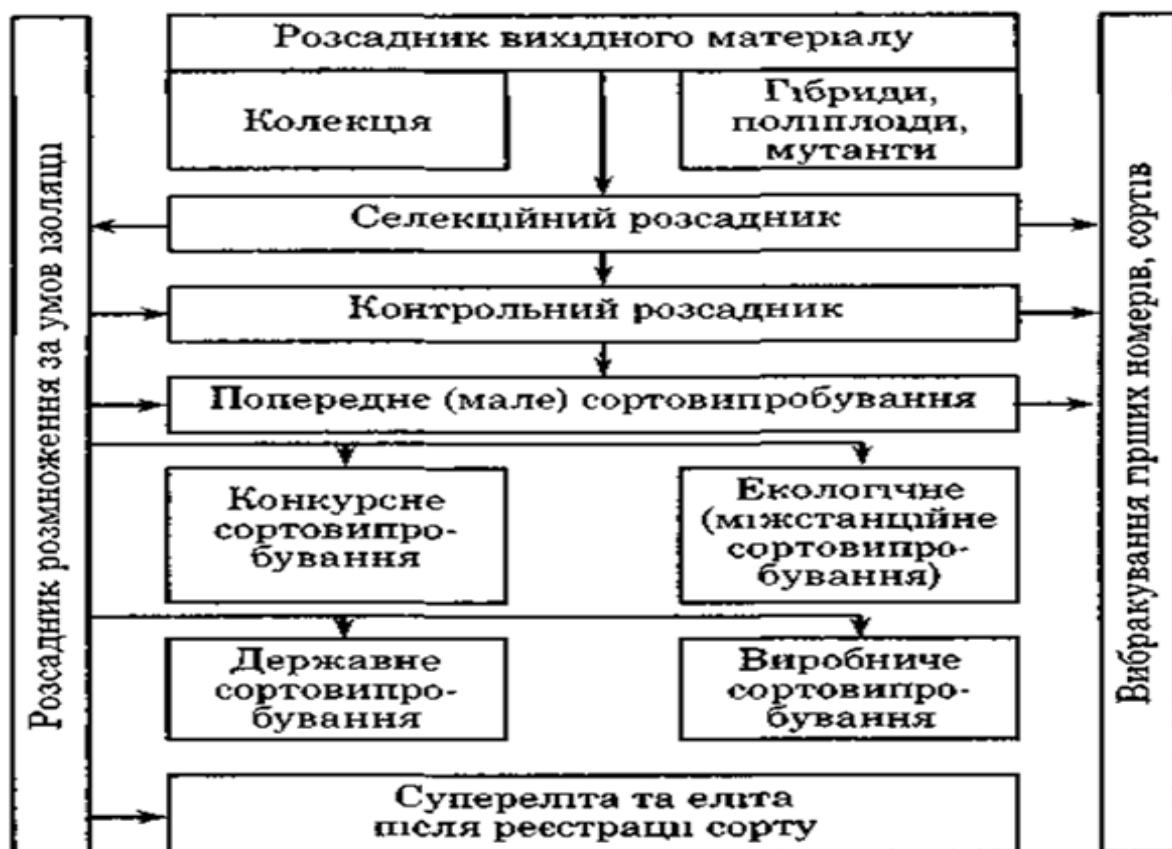 Розсадник вихідного матеріалу
Колекція
Гібриди,
поліплоїди,
мутанти
Селекційний розсадник
Контрольний розсадник
Попереднє (мале) сортовипробування
Конкурсне
сортовипро-
бування
Екологічне
(міжстанційне
сортовипро-
бування)
Державне
сортовипро-
бування
Виробниче
сортовипро-
бування
Супереліта та еліта
після реєстрації сорту
Розсадник розмноження за умов ізоляції
Вибракування гірших номерів, сортів